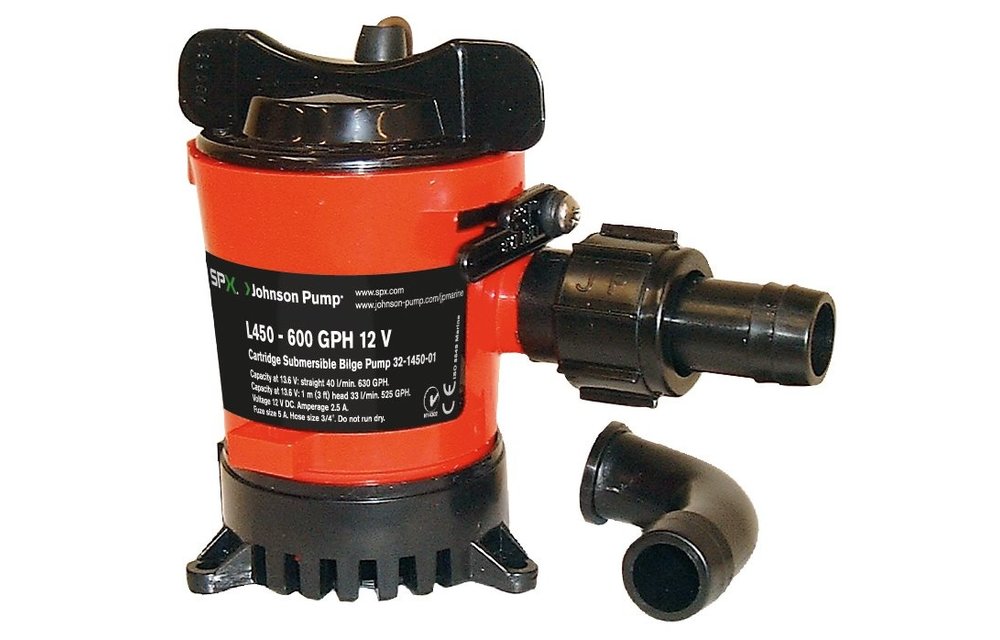 SPX. Johnson Pump®
www.spx.com
www.johnson-pump.com/jpmarine
L450 - 600 GPH 12 V
Cartridge Submersible Bilge Pump 32-1450-01
Capacity at 13.6 V: straight 40 l/min. 630 GPH.
Capacity at 13.6 V: 1 m (3 ft) head 33 l/min. 525 GPH.
Voltage 12 V DC. Amperage 2.5 A.
Fuze size 5 A. Hose size 3/4". Do not run dry.
CE
ISO 8849 Marine
J P